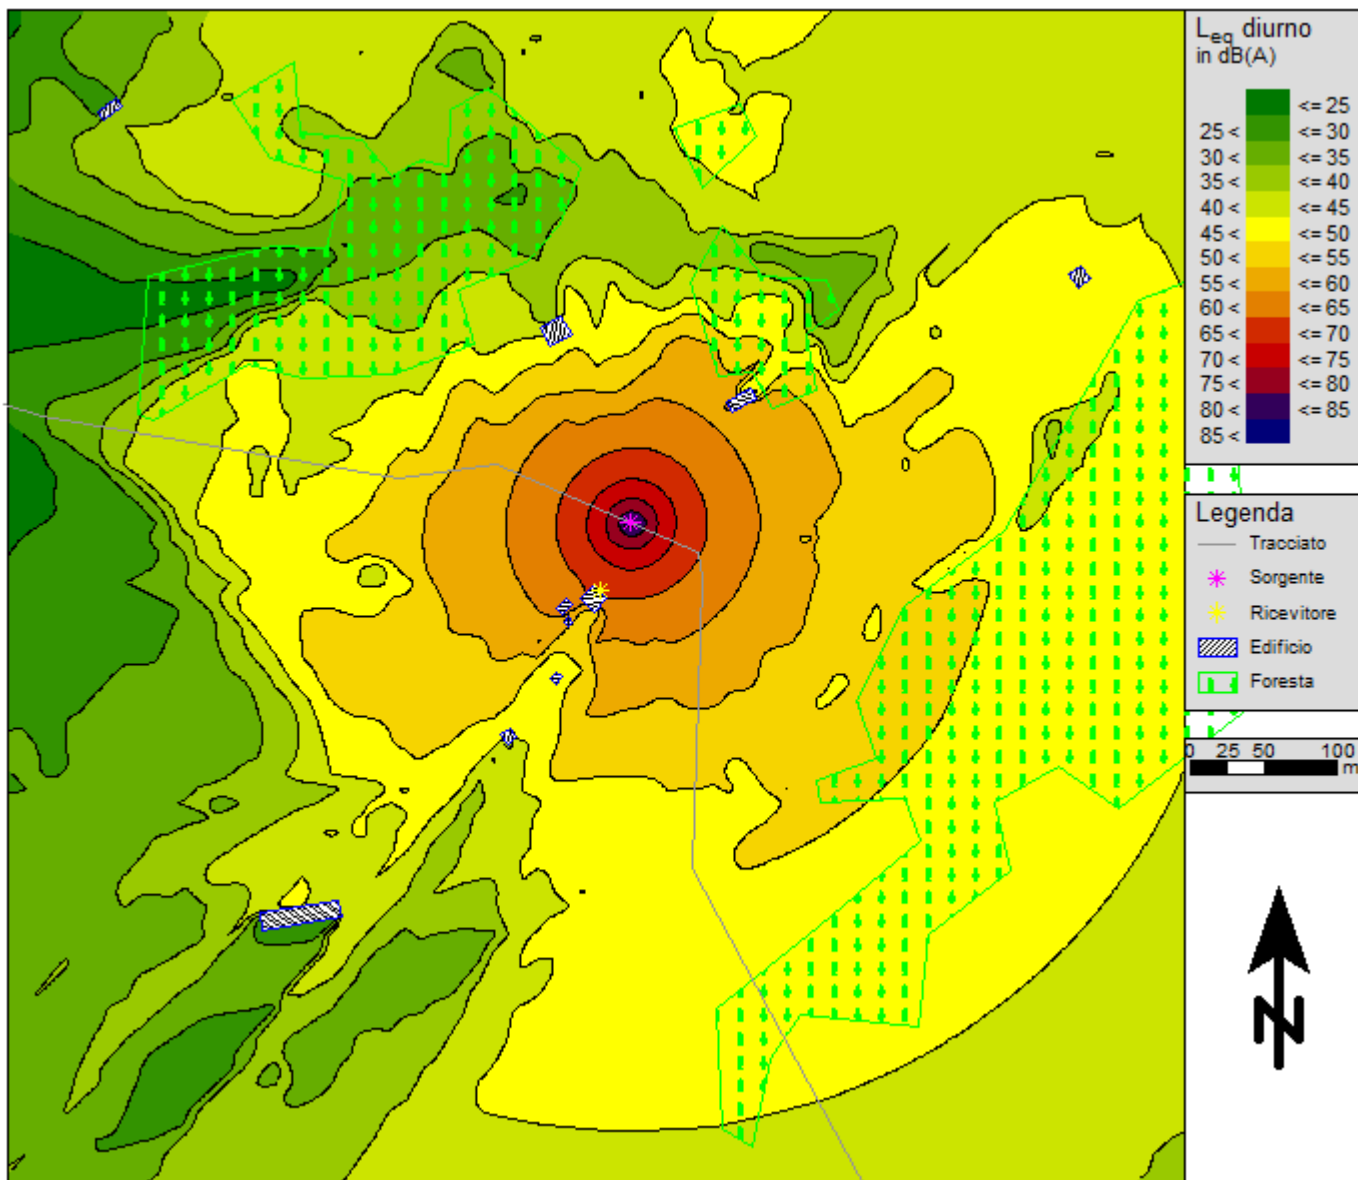 Leq diurno
in dB(A)
<= 25
25 < <= 30
30 < <= 35
35 < <= 40
40 < <= 45
45 < <= 50
50 < <= 55
55 < <= 60
60 < <= 65
65 < <= 70
70 < <= 75
75 < <= 80
80 < <= 85
85 <
Legenda
Tracciato
Sorgente
Ricevitore
Edificio
Foresta
0 25 50 100
m
N